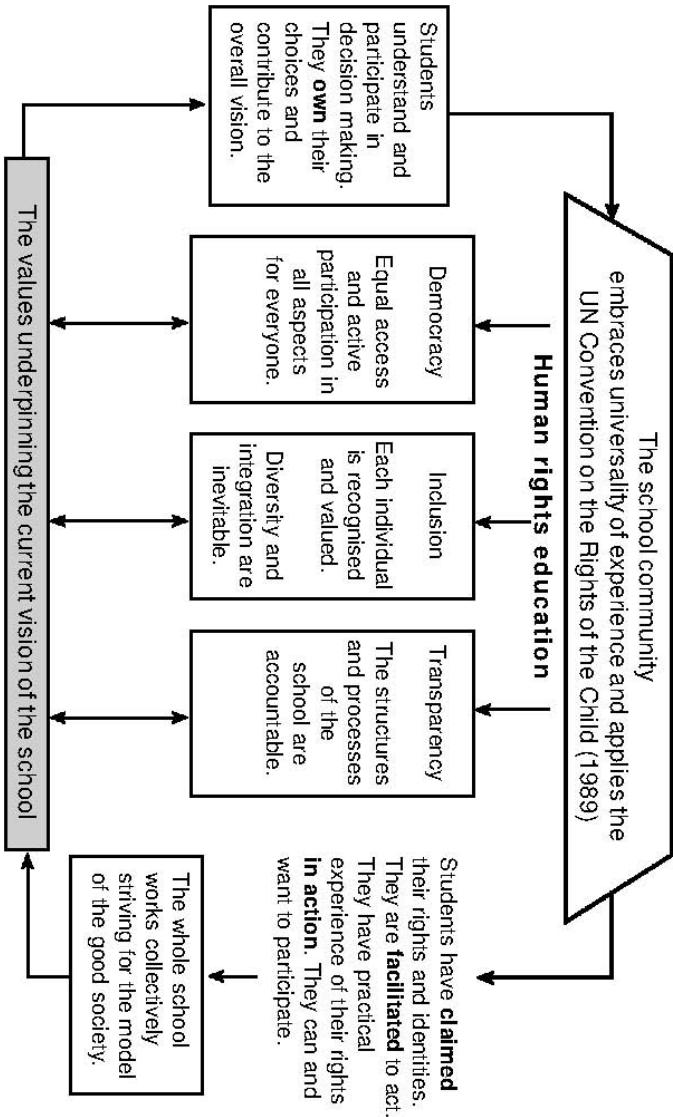 The school community
embraces universality of experience and applies the
UN Convention on the Rights of the Child (1989)
Human rights education
Students
understand and
participate in
decision making.
They own their
choices and
contribute to the
overall vision.
Democracy
Equal access
and active
participation in
all aspects
for everyone.
Inclusion
Each individual
is recognised
and valued.
Diversity and
integration are
inevitable.
Transparency
The structures
and processes
of the
school are
accountable.
Students have claimed
their rights and identities.
They are facilitated to act.
They have practical
experience of their rights
in action. They can and
want to participate.
The whole school
works collectively
striving for the model
of the good society.
The values underpinning the current vision of the school